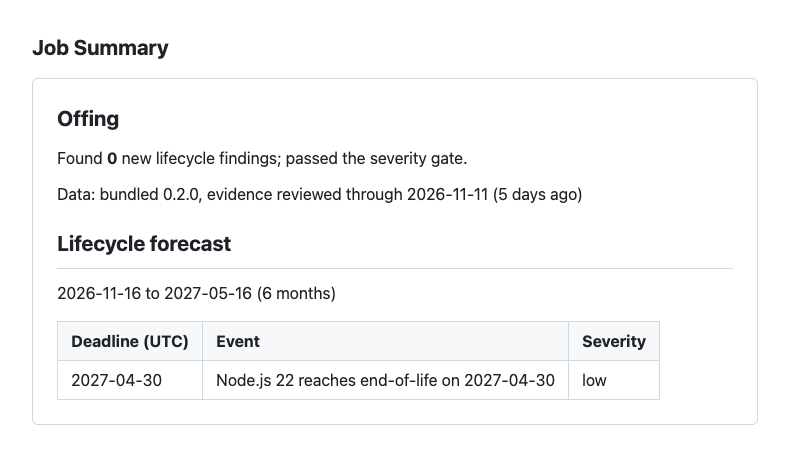 Job Summary
Offing
Found 0 new lifecycle findings; passed the severity gate.
Data: bundled 0.2.0, evidence reviewed through 2026-11-11 (5 days ago)
Lifecycle forecast
2026-11-16 to 2027-05-16 (6 months)
Deadline (UTC) Event Severity
2027-04-30 Node.js 22 reaches end-of-life on 2027-04-30 low